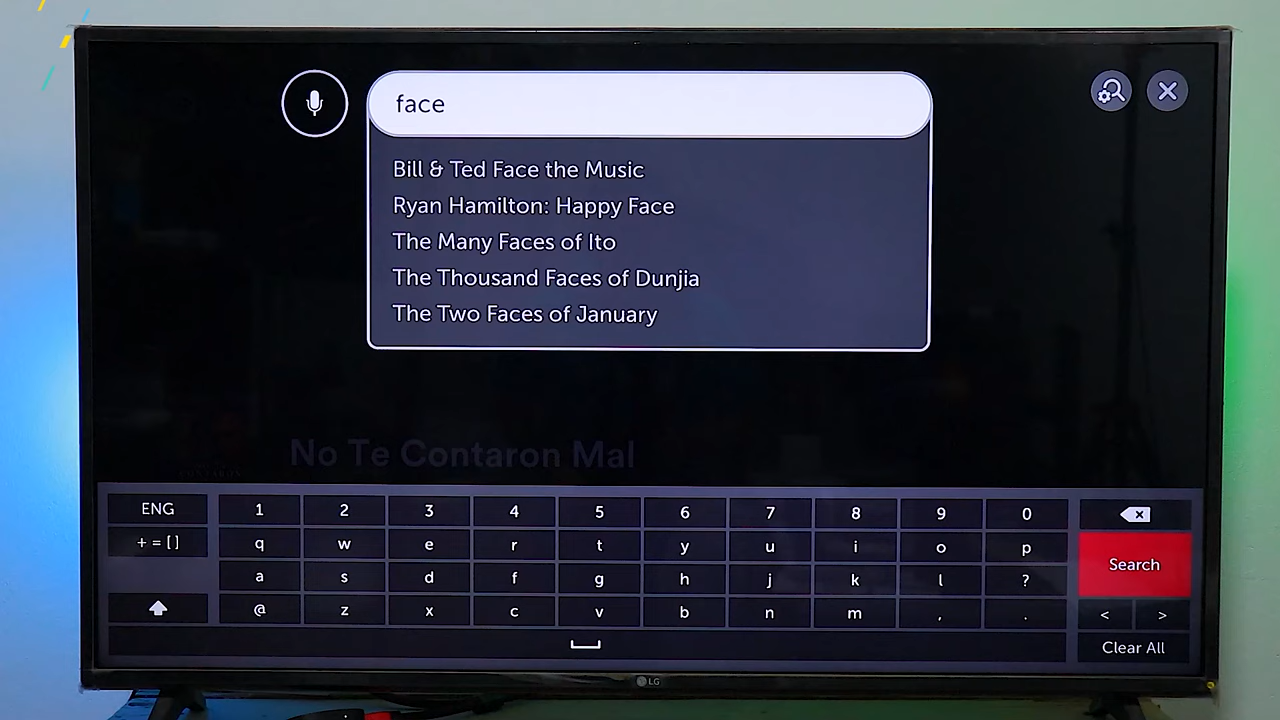 face
Bill & Ted Face the Music
Ryan Hamilton: Happy Face
The Many Faces of Ito
The Thousand Faces of Dunjia
The Two Faces of January
No Te Contaron Mal
ENG 1 2 3 4 5 6 7 8 9 0
+ = [ ] q w e r t y u i o p
Search
a s d f g h j k l ?
@ z x c v b n m , . < >
Clear All
LG